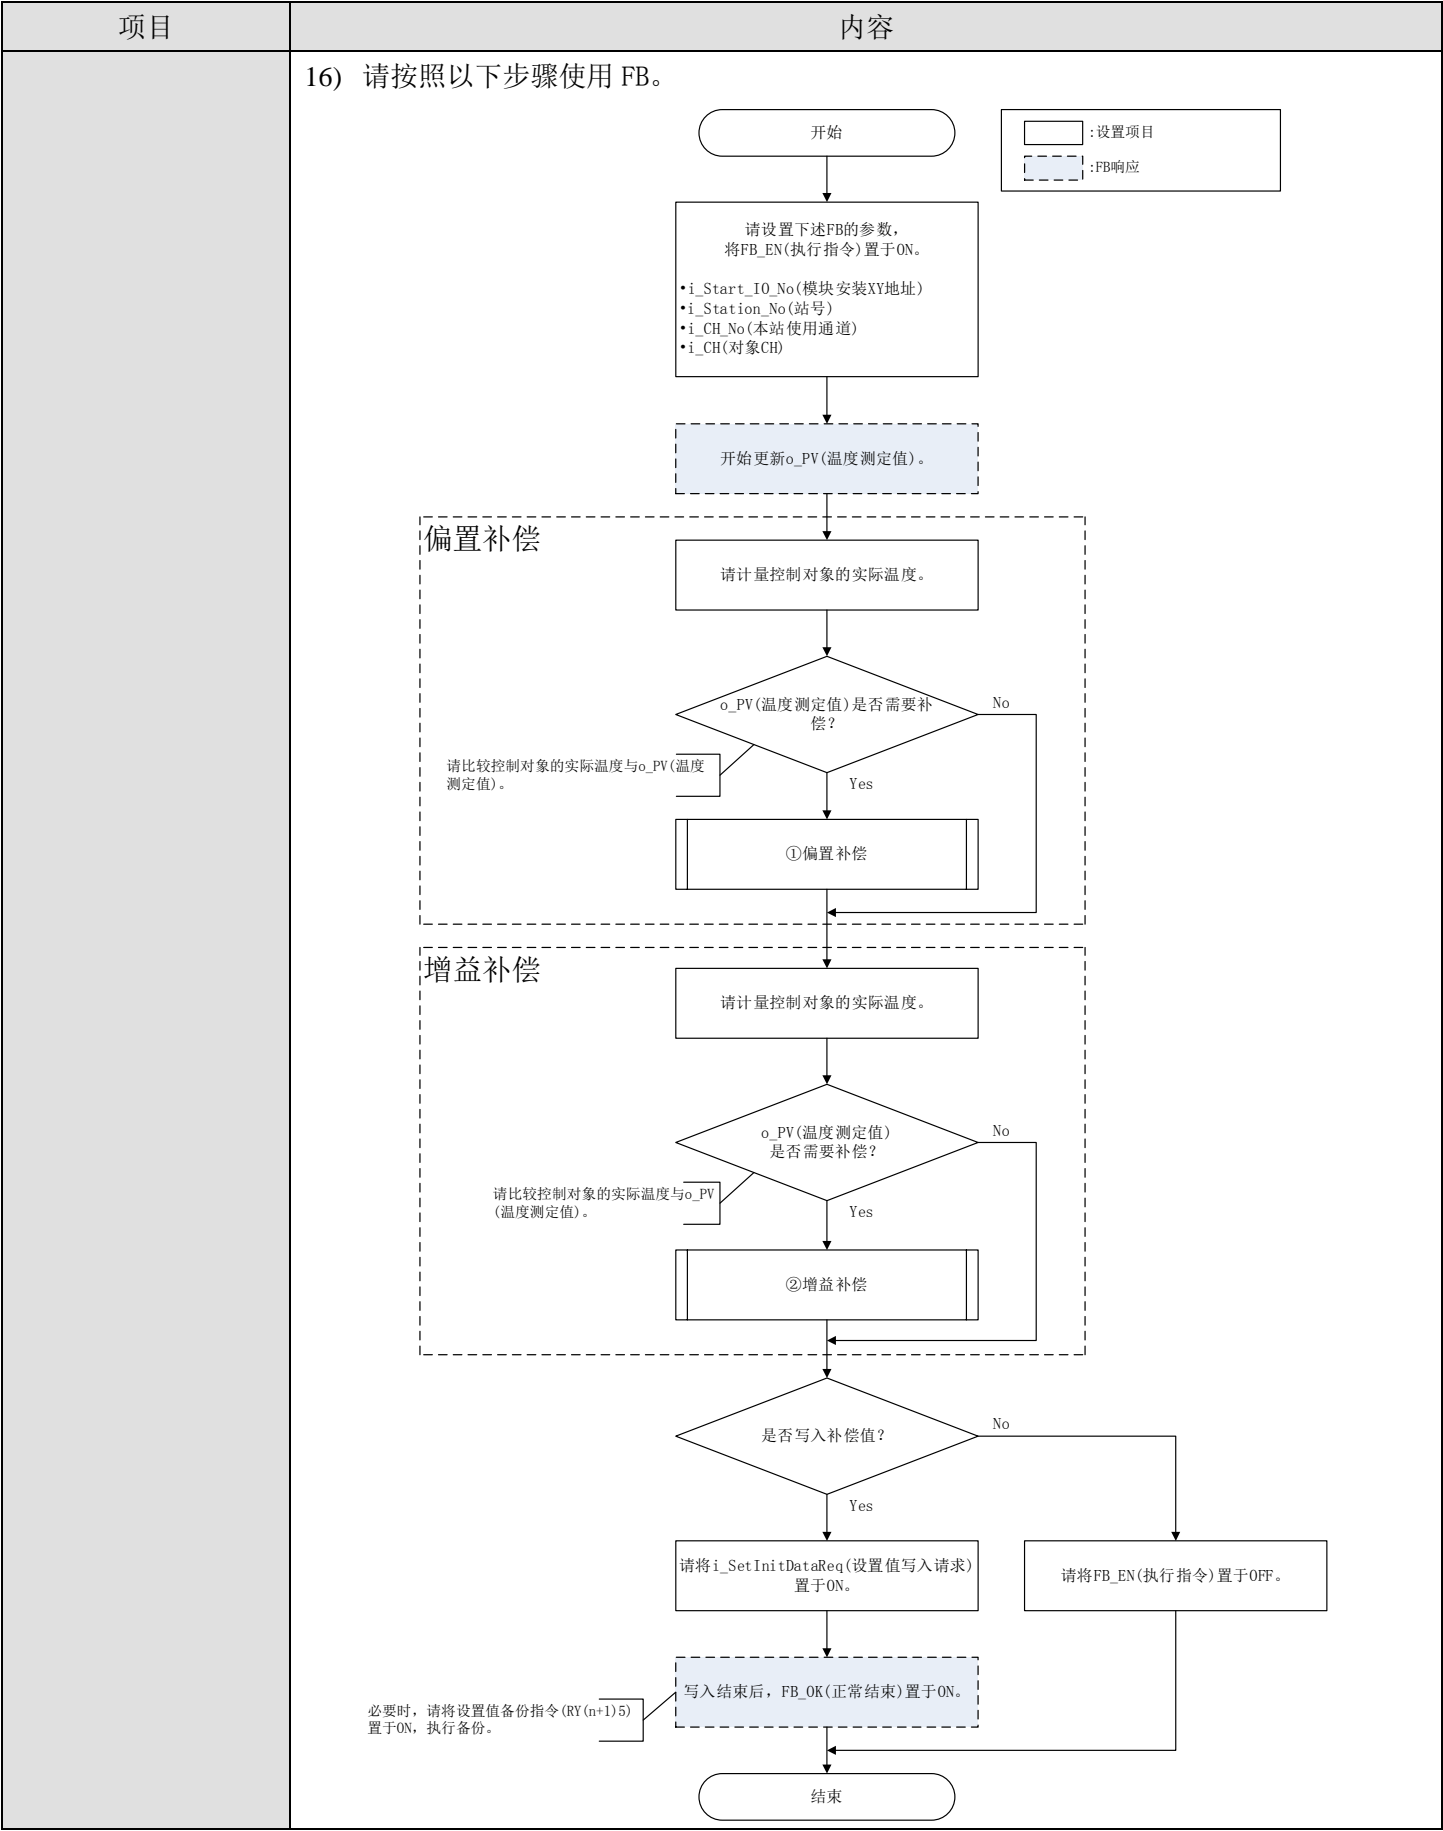 项目
内容
16) 请按照以下步骤使用 FB。
开始
:设置项目
:FB响应
请设置下述FB的参数，
将FB_EN(执行指令)置于ON。
•i_Start_IO_No(模块安装XY地址)
•i_Station_No(站号)
•i_CH_No(本站使用通道)
•i_CH(对象CH)
开始更新o_PV(温度测定值)。
偏置补偿
请计量控制对象的实际温度。
o_PV(温度测定值)是否需要补
偿？
No
请比较控制对象的实际温度与o_PV(温度
测定值)。
Yes
①偏置补偿
增益补偿
请计量控制对象的实际温度。
o_PV(温度测定值)
是否需要补偿？
No
请比较控制对象的实际温度与o_PV
(温度测定值)。
Yes
②增益补偿
是否写入补偿值？
No
Yes
请将i_SetInitDataReq(设置值写入请求)
置于ON。
请将FB_EN(执行指令)置于OFF。
写入结束后，FB_OK(正常结束)置于ON。
必要时，请将设置值备份指令(RY(n+1)5)
置于ON，执行备份。
结束